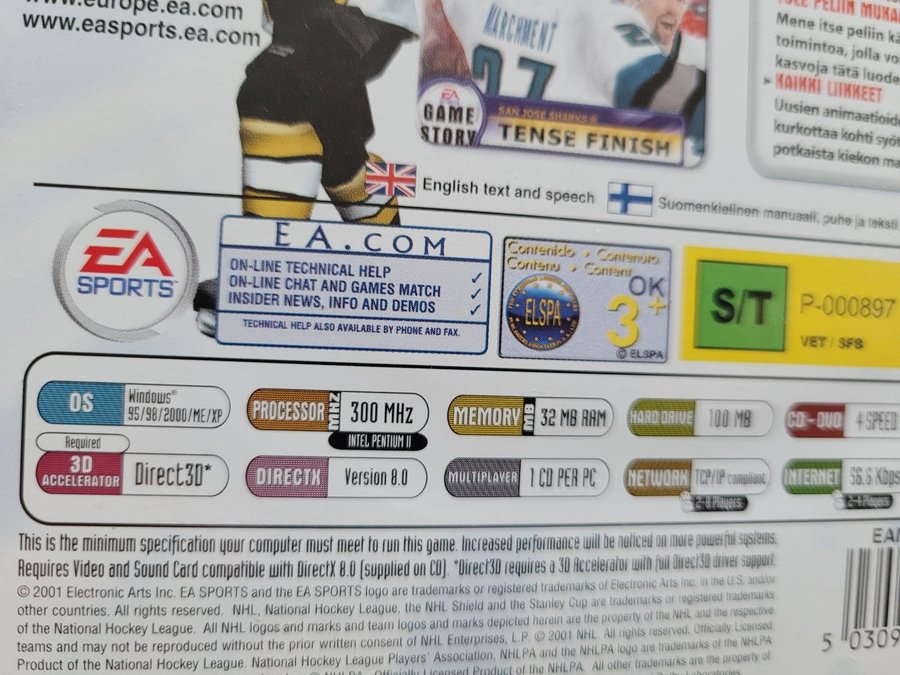 www.europe.ea.com
www.easports.ea.com
MARCHMENT
27
27
EA
GAME
STORY
SAN JOSE SHARKS®
TENSE FINISH
Mene itse peliin
toimintoa, jolla
kasvoja tätä
KAIKKI LIIKKEET
Uusien
kurkottaa kohti
potkaista kiekon
English text and speech
Suomenkielinen manuaali, puhe ja teksti
EA
SPORTS™
EA.COM
ON-LINE TECHNICAL HELP ✓
ON-LINE CHAT AND GAMES MATCH ✓
INSIDER NEWS, INFO AND DEMOS ✓
TECHNICAL HELP ALSO AVAILABLE BY PHONE AND FAX.
Contenido • Contenuto
Contenu • Content
OK
ELSPA
3+
© ELSPA
S/T
P-000897
VET / SFB
OS Windows® 95/98/2000/ME/XP
PROCESSOR MHZ 300 MHz
INTEL PENTIUM II
MEMORY MB 32 MB RAM
HARD DRIVE 100 MB
CD-DVD 4 SPEED
Required
3D ACCELERATOR Direct3D*
DIRECTX Version 8.0
MULTIPLAYER 1 CD PER PC
NETWORK TCP/IP compliant
2-8 Players
INTERNET 56.6 Kbps
2-4 Players
This is the minimum specification your computer must meet to run this game. Increased performance will be noticed on more powerful systems.
Requires Video and Sound Card compatible with DirectX 8.0 (supplied on CD). *Direct3D requires a 3D Accelerator with full Direct3D driver support.
© 2001 Electronic Arts Inc. EA SPORTS and the EA SPORTS logo are trademarks or registered trademarks of Electronic Arts Inc. in the U.S. and/or
other countries. All rights reserved. NHL, National Hockey League, the NHL Shield and the Stanley Cup are trademarks or registered trademarks
of the National Hockey League. All NHL logos and marks and team logos and marks depicted herein are the property of the NHL and the respective
teams and may not be reproduced without the prior written consent of NHL Enterprises, L.P. © 2001 NHL. All rights reserved. Officially Licensed
Product of the National Hockey League. National Hockey League Players' Association, NHLPA and the NHLPA logo are trademarks of the NHLPA
© NHLPA. Officially Licensed Product of the NHLPA. All other trademarks are the property of
5 0309